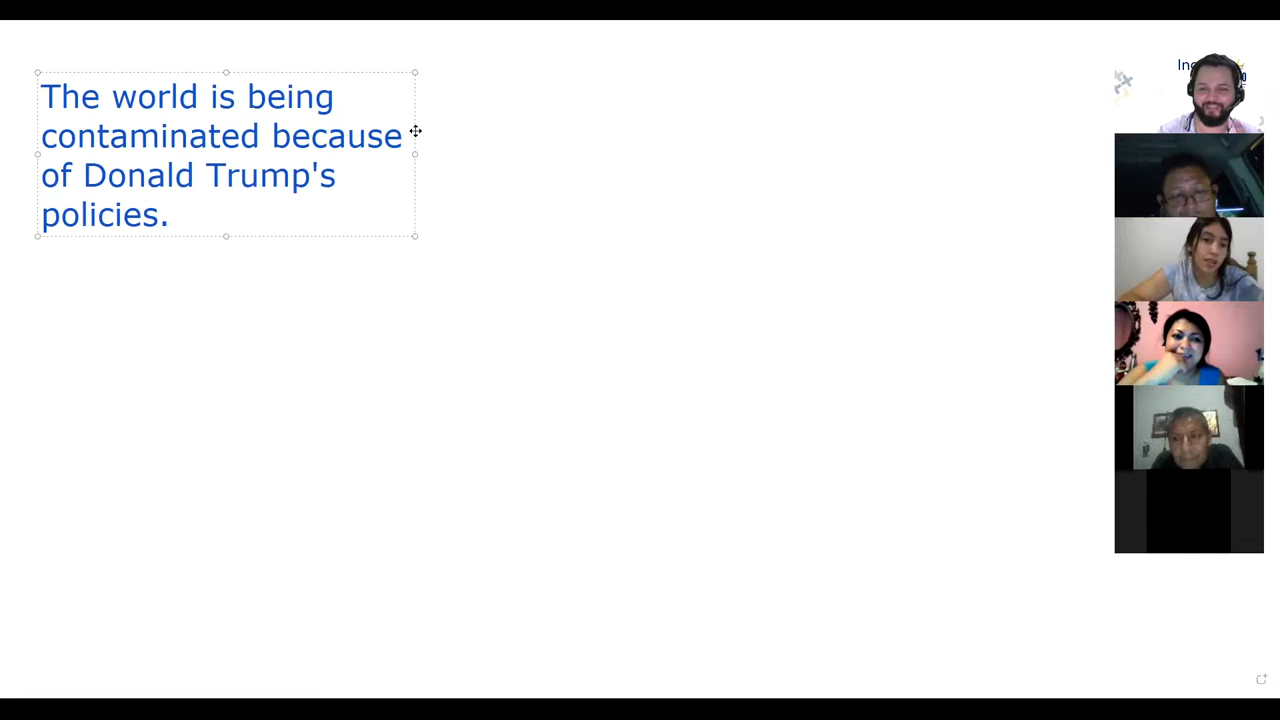 The world is being
contaminated because
of Donald Trump's
policies.